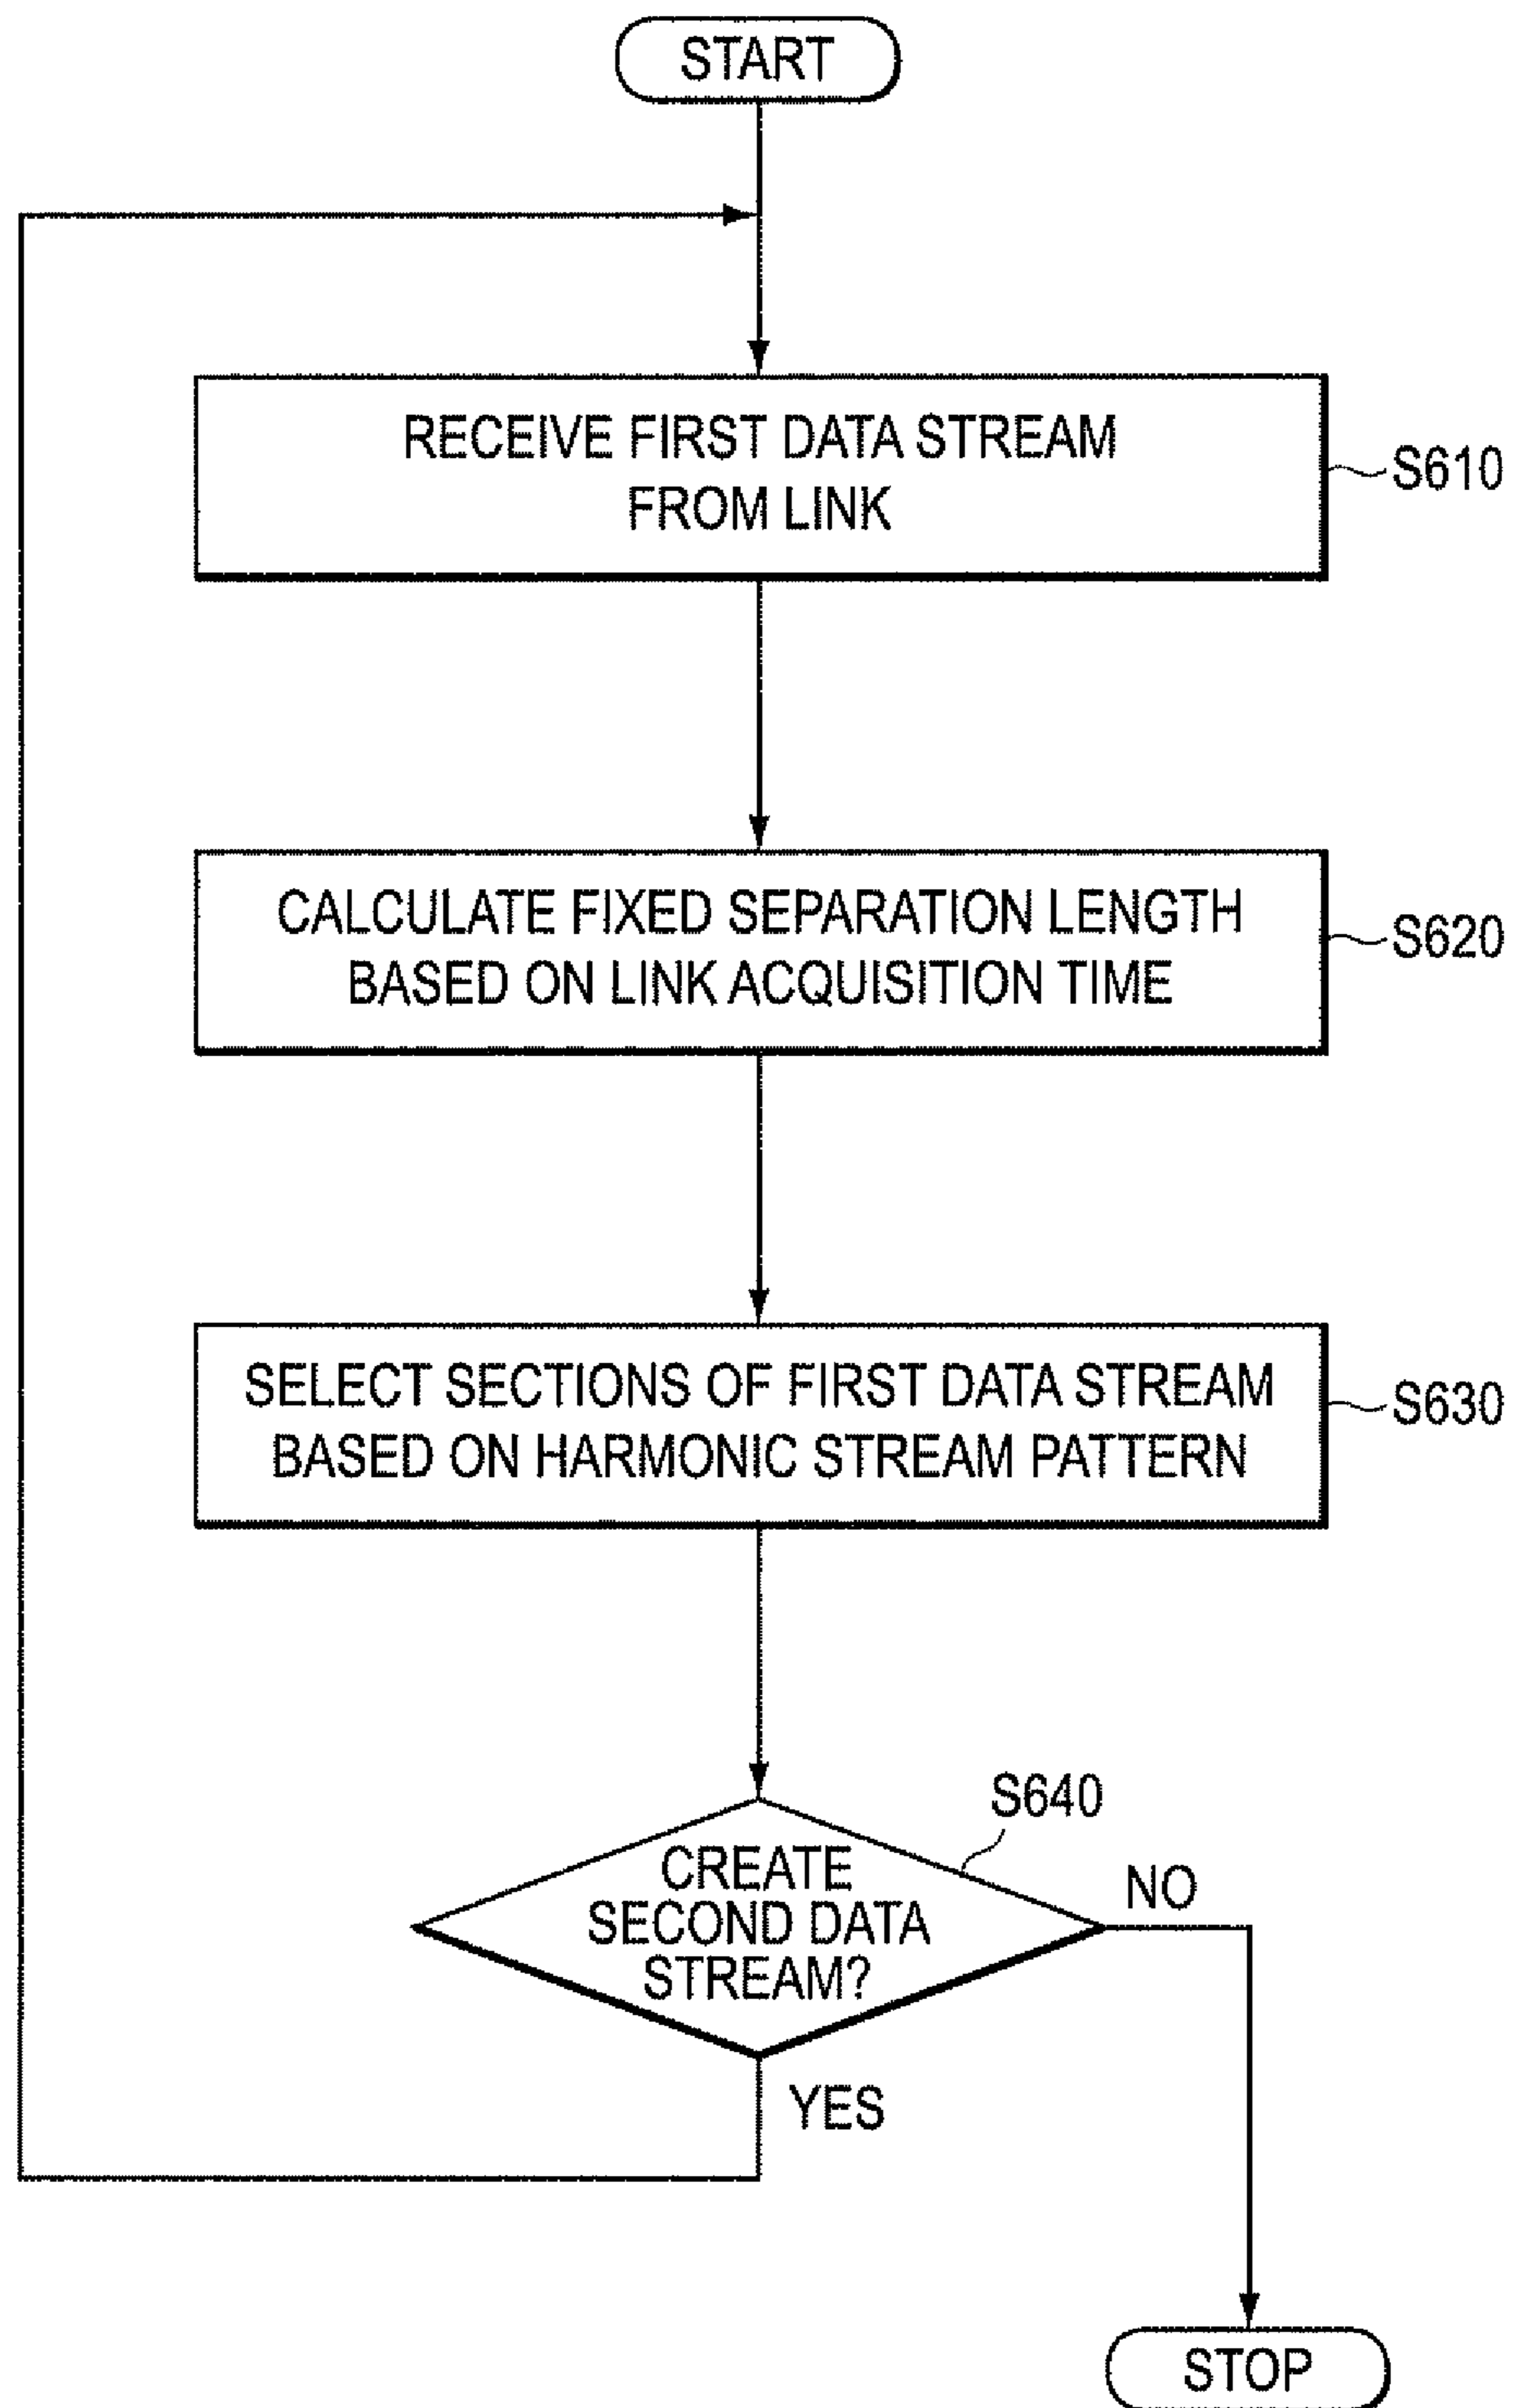 START
RECEIVE FIRST DATA STREAM
FROM LINK
S610
CALCULATE FIXED SEPARATION LENGTH
BASED ON LINK ACQUISITION TIME
S620
SELECT SECTIONS OF FIRST DATA STREAM
BASED ON HARMONIC STREAM PATTERN
S630
S640
CREATE
SECOND DATA
STREAM?
NO
YES
STOP